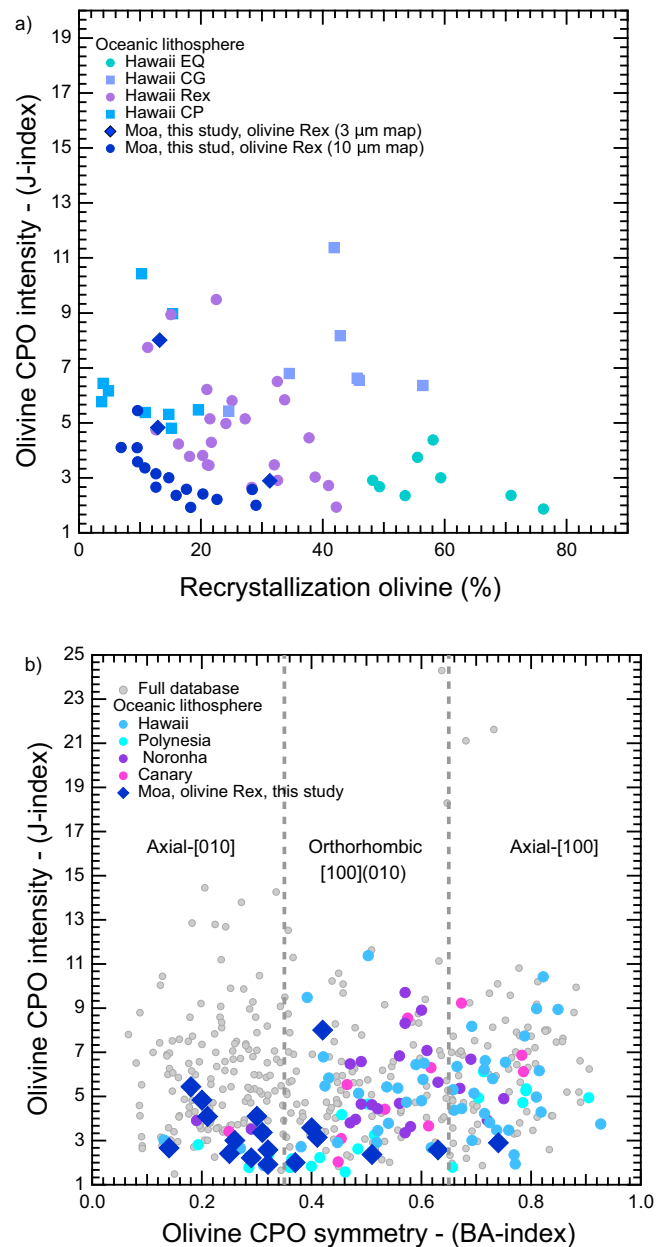 a)
19
17
15
13
11
9
7
5
3
1
Olivine CPO intensity - (J-index)
Oceanic lithosphere
Hawaii EQ
Hawaii CG
Hawaii Rex
Hawaii CP
Moa, this study, olivine Rex (3 µm map)
Moa, this stud, olivine Rex (10 µm map)
0 20 40 60 80
Recrystallization olivine (%)
b)
25
23
21
19
17
15
13
11
9
7
5
3
1
Olivine CPO intensity - (J-index)
Full database
Oceanic lithosphere
Hawaii
Polynesia
Noronha
Canary
Moa, olivine Rex, this study
Axial-[010] Orthorhombic Axial-[100]
[100](010)
0.0 0.2 0.4 0.6 0.8 1.0
Olivine CPO symmetry - (BA-index)